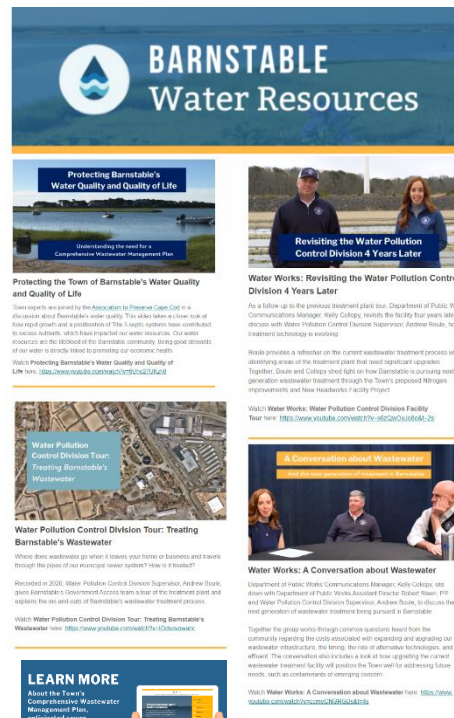 BARNSTABLE
Water Resources
Protecting Barnstable's
Water Quality and Quality of Life
Understanding the need for a
Comprehensive Wastewater Management Plan
Protecting the Town of Barnstable's Water Quality
and Quality of Life
Town experts are joined by the Association to Preserve Cape Cod in a
discussion about Barnstable's water quality. This video takes a closer look at
how rapid growth and a proliferation of Title 5 septic systems have contributed
to excess nutrients, which have impacted our water resources. Our water
resources are the lifeblood of the Barnstable community. Being good stewards
of our water is directly linked to promoting our economic health.
Watch Protecting Barnstable's Water Quality and Quality of
Life here:
Water Pollution
Control Division Tour:
Treating Barnstable's
Wastewater
Water Pollution Control Division Tour: Treating
Barnstable's Wastewater
Where does wastewater go when it leaves your home or business and travels
through the pipes of our municipal sewer system? How is it treated?
Recorded in 2020, Water Pollution Control Division Supervisor, Andrew Boule,
gives Barnstable's Government Access team a tour of the treatment plant and
explains the ins-and-outs of Barnstable's wastewater treatment process.
Watch Water Pollution Control Division Tour: Treating Barnstable's
Wastewater here:
LEARN MORE
About the Town's
Comprehensive Wastewater
Management Plan,
Revisiting the Water Pollution
Control Division 4 Years Later
Water Works: Revisiting the Water Pollution Contr
Division 4 Years Later
As a follow up to the previous treatment plant tour, Department of Public W
Communications Manager, Kelly Collopy, revisits the facility four years late
discuss with Water Pollution Control Division Supervisor, Andrew Boule, ho
treatment technology is evolving.
Boule provides a refresher on the current wastewater treatment process w
identifying areas of the treatment plant that need significant upgrades.
Together, Boule and Collopy shed light on how Barnstable is pursuing next
generation wastewater treatment through the Town's proposed Nitrogen
Improvements and New Headworks Facility Project
Watch Water Works: Water Pollution Control Division Facility
Tour here:
A Conversation about Wastewater
And the next generation of treatment in Barnstable
Water Works: A Conversation about Wastewater
Department of Public Works Communications Manager, Kelly Collopy, sits
down with Department of Public Works Assistant Director Robert Steen, P.E.
and Water Pollution Control Division Supervisor, Andrew Boule, to discuss the
next generation of wastewater treatment being pursued in Barnstable.
Together the group works through common questions heard from the
community regarding the costs associated with expanding and upgrading our
wastewater infrastructure, the timing, the role of alternative technologies, and
effluent. The conversation also includes a look at how upgrading the current
wastewater treatment facility will position the Town well for addressing future
needs, such as contaminants of emerging concern.
Watch Water Works: A Conversation about Wastewater here: